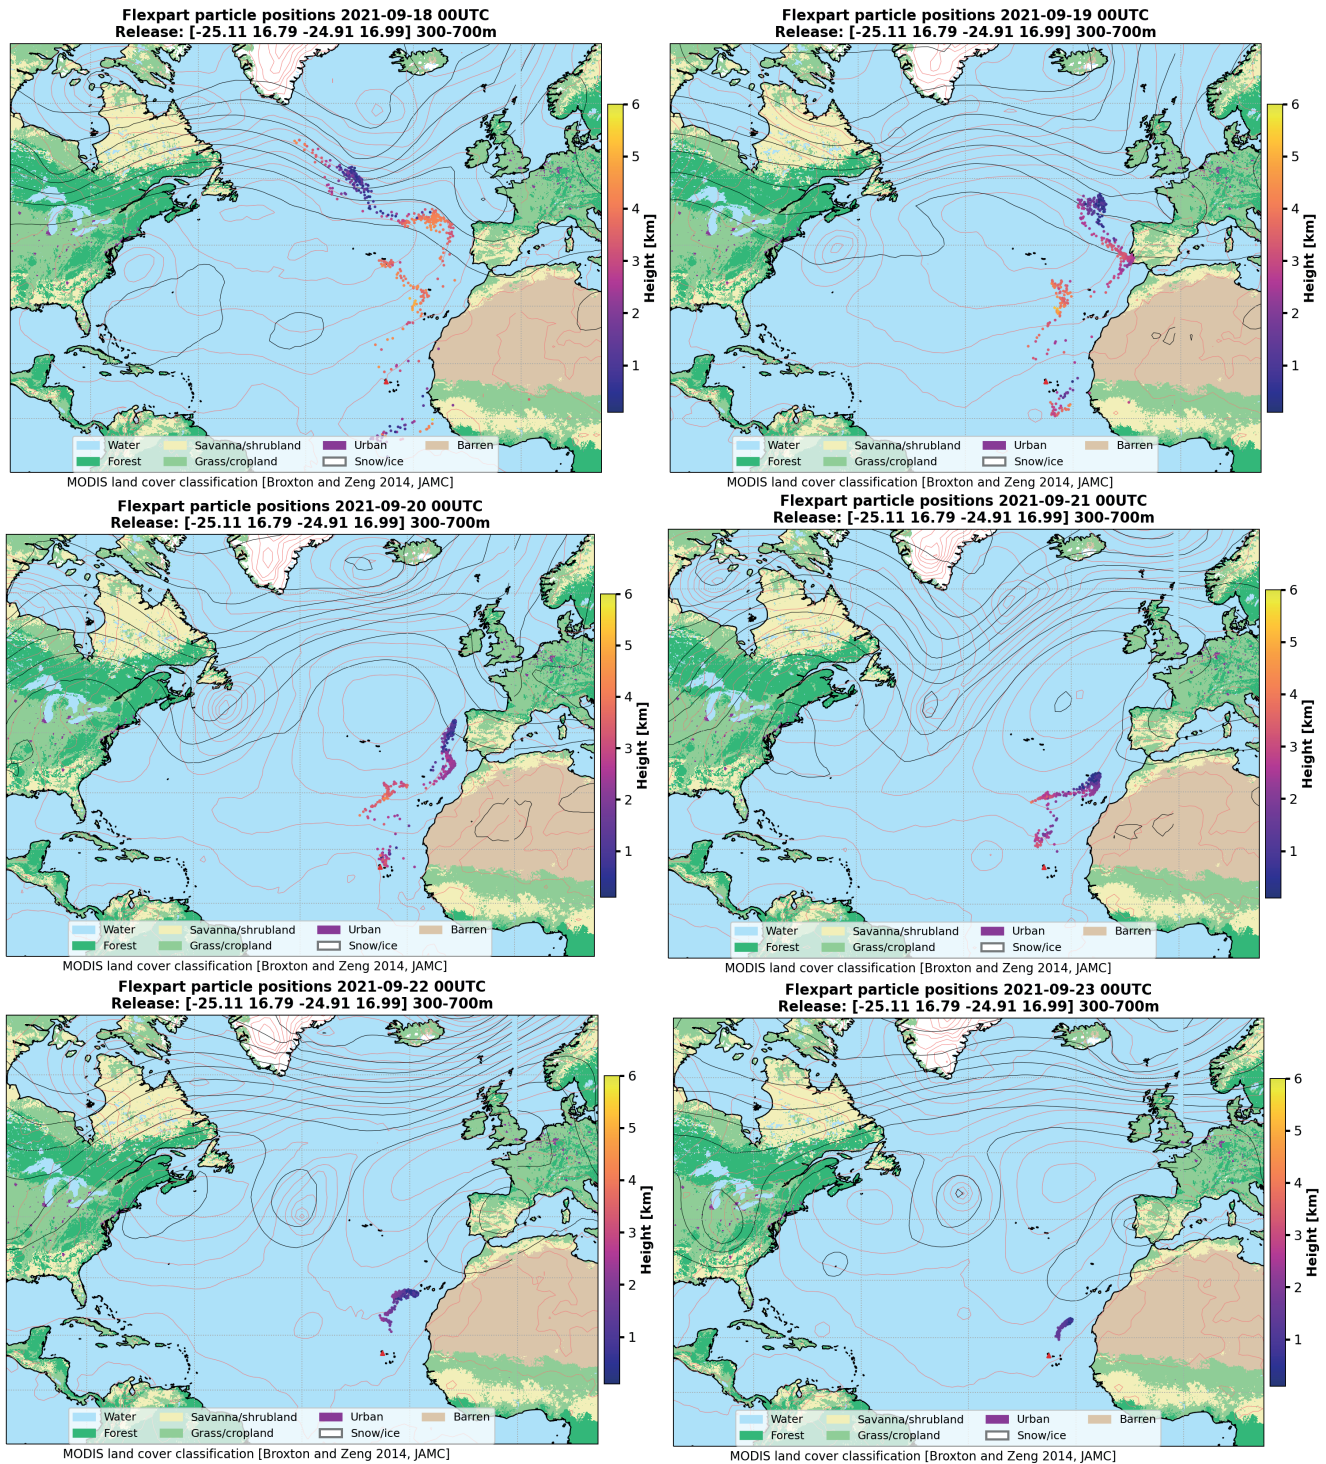 Flexpart particle positions 2021-09-18 00UTC
Release: [-25.11 16.79 -24.91 16.99] 300-700m
6
5
4
3
2
1
Height [km]
Water
Savanna/shrubland
Urban
Barren
Forest
Grass/cropland
Snow/ice
MODIS land cover classification [Broxton and Zeng 2014, JAMC]
Flexpart particle positions 2021-09-19 00UTC
Release: [-25.11 16.79 -24.91 16.99] 300-700m
6
5
4
3
2
1
Height [km]
Water
Savanna/shrubland
Urban
Barren
Forest
Grass/cropland
Snow/ice
MODIS land cover classification [Broxton and Zeng 2014, JAMC]
Flexpart particle positions 2021-09-20 00UTC
Release: [-25.11 16.79 -24.91 16.99] 300-700m
6
5
4
3
2
1
Height [km]
Water
Savanna/shrubland
Urban
Barren
Forest
Grass/cropland
Snow/ice
MODIS land cover classification [Broxton and Zeng 2014, JAMC]
Flexpart particle positions 2021-09-21 00UTC
Release: [-25.11 16.79 -24.91 16.99] 300-700m
6
5
4
3
2
1
Height [km]
Water
Savanna/shrubland
Urban
Barren
Forest
Grass/cropland
Snow/ice
MODIS land cover classification [Broxton and Zeng 2014, JAMC]
Flexpart particle positions 2021-09-22 00UTC
Release: [-25.11 16.79 -24.91 16.99] 300-700m
6
5
4
3
2
1
Height [km]
Water
Savanna/shrubland
Urban
Barren
Forest
Grass/cropland
Snow/ice
MODIS land cover classification [Broxton and Zeng 2014, JAMC]
Flexpart particle positions 2021-09-23 00UTC
Release: [-25.11 16.79 -24.91 16.99] 300-700m
6
5
4
3
2
1
Height [km]
Water
Savanna/shrubland
Urban
Barren
Forest
Grass/cropland
Snow/ice
MODIS land cover classification [Broxton and Zeng 2014, JAMC]